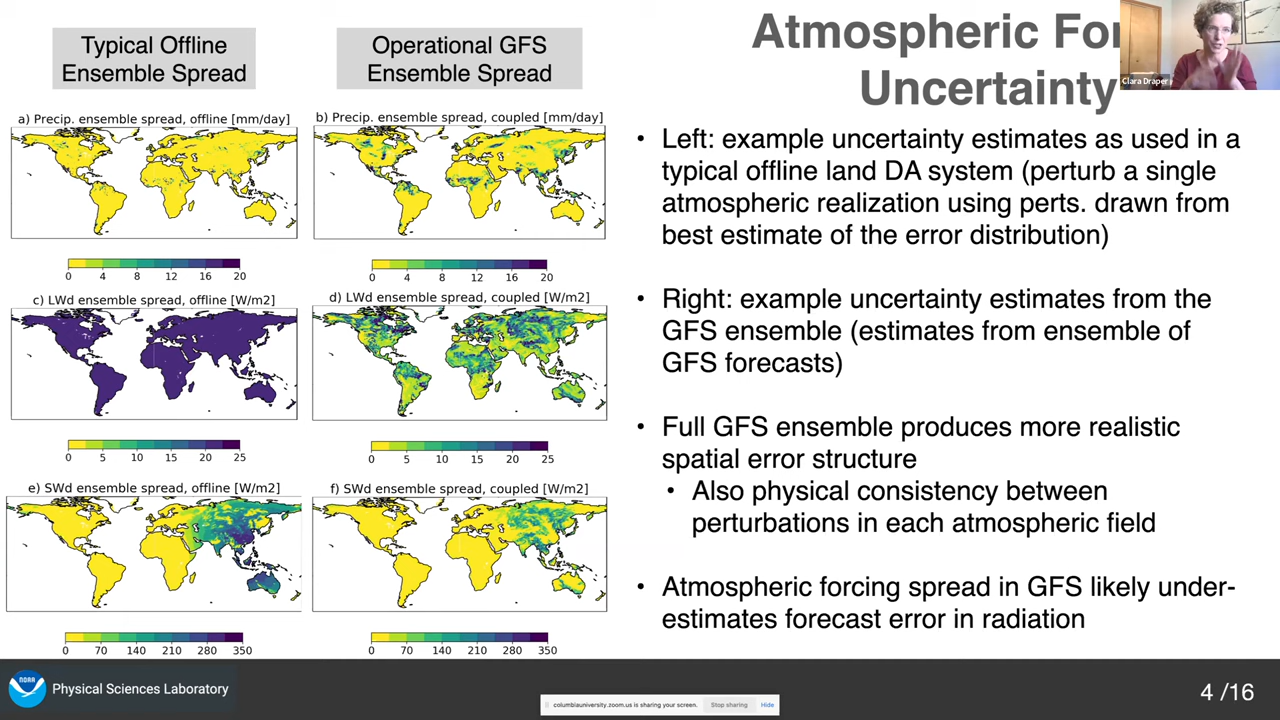 Typical Offline
Ensemble Spread
Operational GFS
Ensemble Spread
a) Precip. ensemble spread, offline [mm/day]
0 4 8 12 16 20
b) Precip. ensemble spread, coupled [mm/day]
0 4 8 12 16 20
c) LWd ensemble spread, offline [W/m2]
0 5 10 15 20 25
d) LWd ensemble spread, coupled [W/m2]
0 5 10 15 20 25
e) SWd ensemble spread, offline [W/m2]
0 70 140 210 280 350
f) SWd ensemble spread, coupled [W/m2]
0 70 140 210 280 350
Atmospheric For
Uncertainty
Clara Draper
• Left: example uncertainty estimates as used in a
typical offline land DA system (perturb a single
atmospheric realization using perts. drawn from
best estimate of the error distribution)
• Right: example uncertainty estimates from the
GFS ensemble (estimates from ensemble of
GFS forecasts)
• Full GFS ensemble produces more realistic
spatial error structure
• Also physical consistency between
perturbations in each atmospheric field
• Atmospheric forcing spread in GFS likely under-
estimates forecast error in radiation
NOAA
Physical Sciences Laboratory
columbiauniversity.zoom.us is sharing your screen.
Stop sharing
Hide
4 /16